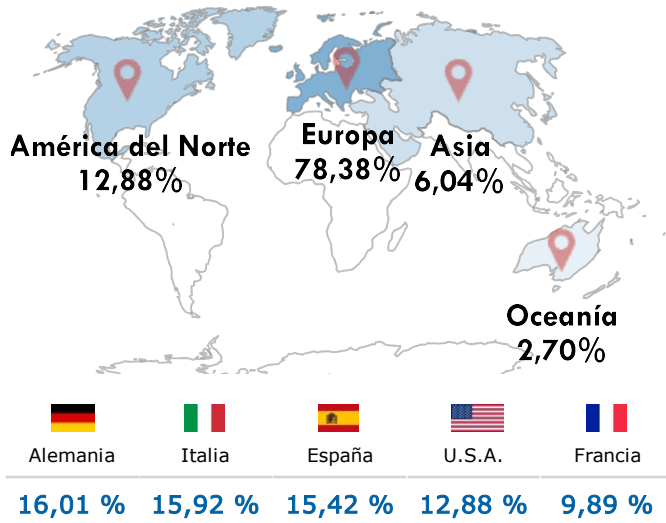 América del Norte
12,88%
Europa
78,38%
Asia
6,04%
Oceanía
2,70%
Alemania Italia España U.S.A. Francia
16,01 % 15,92 % 15,42 % 12,88 % 9,89 %